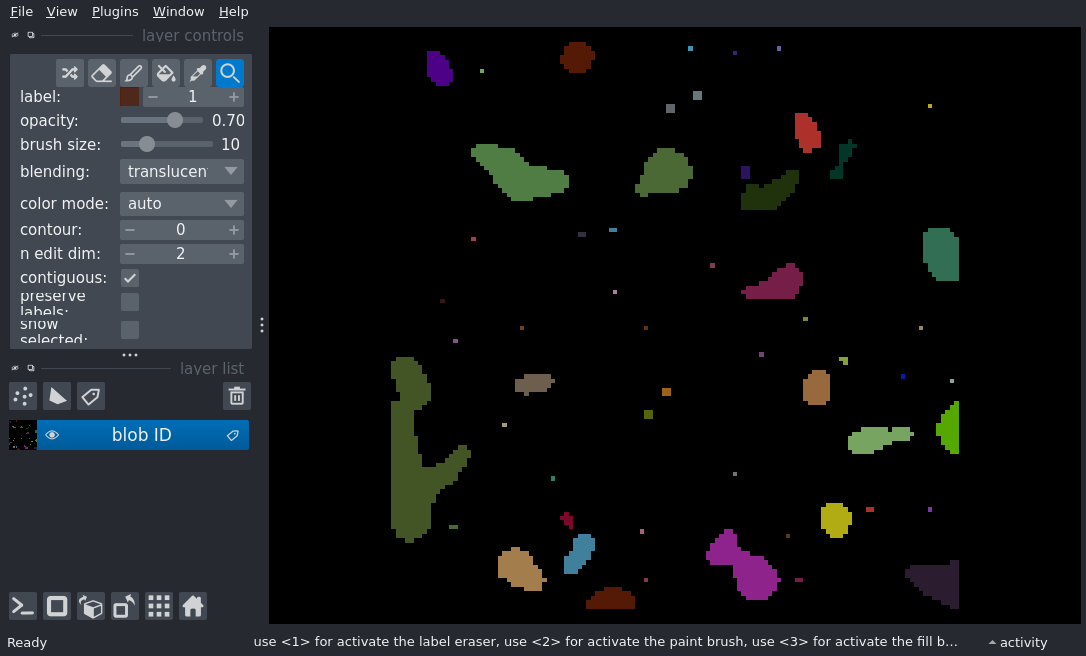 File View Plugins Window Help
layer controls
label: 1
opacity: 0.70
brush size: 10
blending: translucen
color mode: auto
contour: 0
n edit dim: 2
contiguous:
preserve
labels:
show
selected:
layer list
blob ID
Ready use <1> for activate the label eraser, use <2> for activate the paint brush, use <3> for activate the fill b... activity